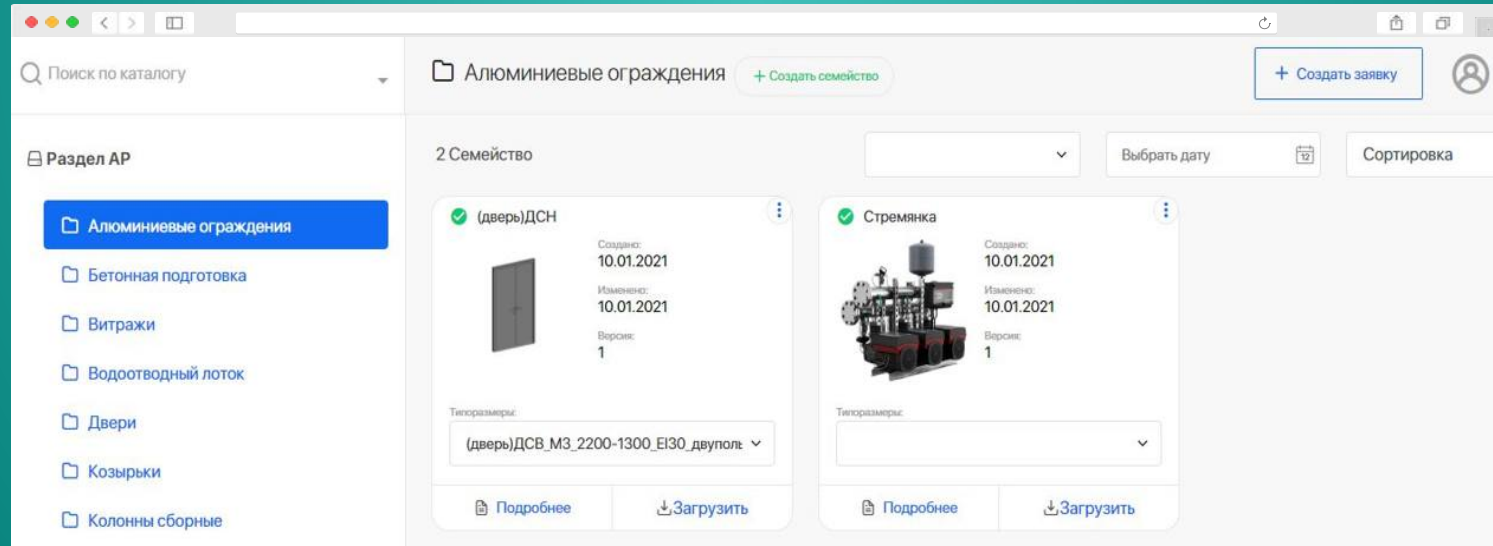 Поиск по каталогу
Алюминиевые ограждения
+ Создать семейство
+ Создать заявку
Раздел АР
Алюминиевые ограждения
Бетонная подготовка
Витражи
Водоотводный лоток
Двери
Козырьки
Колонны сборные
2 Семейство
Выбрать дату
12
Сортировка
(дверь)ДСН
Создано:
10.01.2021
Изменено:
10.01.2021
Версия:
1
Типоразмеры:
(дверь)ДСВ_М3_2200-1300_EI30_двуполь
Подробнее
Загрузить
Стремянка
Создано:
10.01.2021
Изменено:
10.01.2021
Версия:
1
Типоразмеры:
Подробнее
Загрузить